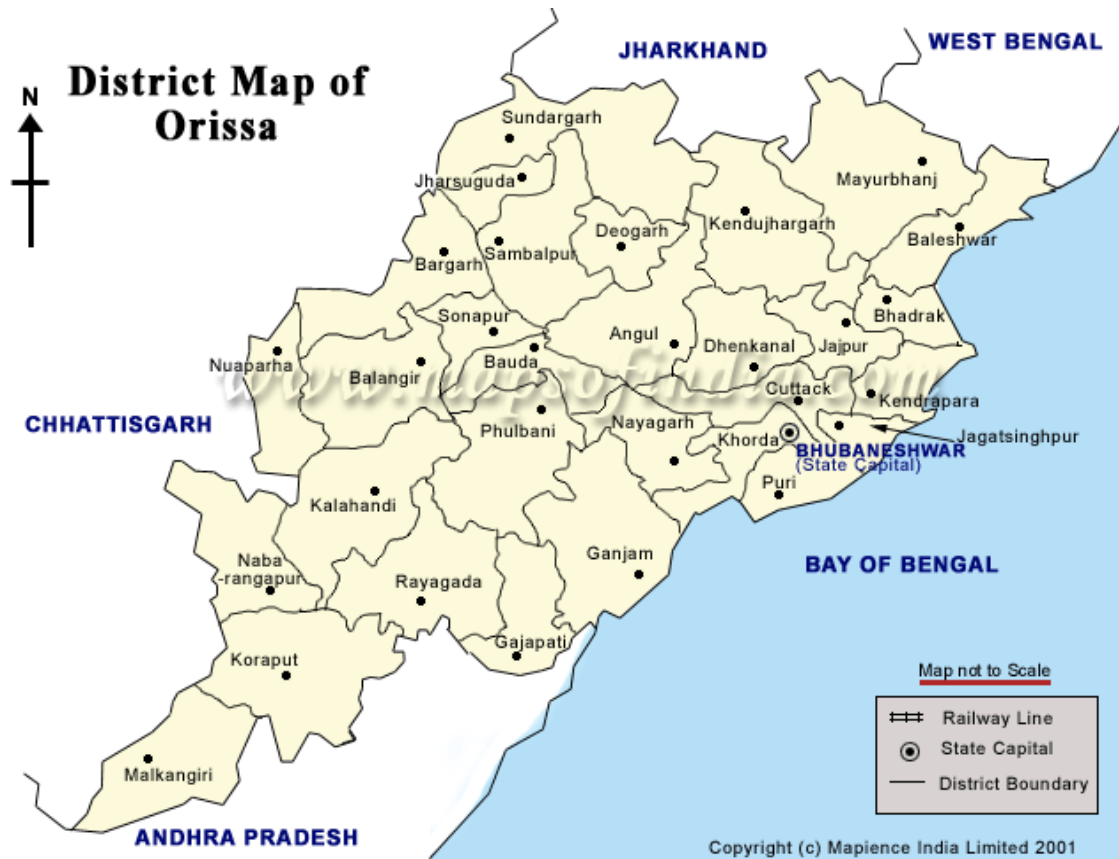 JHARKHAND
WEST BENGAL
District Map of
Orissa
N
Sundargarh
Jharsuguda
Mayurbhanj
Kendujhargarh
Deogarh
Sambalpur
Baleshwar
Bargarh
Sonapur
Bhadrak
Angul
Dhenkanal
Jajpur
Nuaparha
Balangir
Bauda
www.mapsofindia.com
Cuttack
Kendrapara
CHHATTISGARH
Phulbani
Nayagarh
Khorda
Jagatsinghpur
BHUBANESHWAR
(State Capital)
Puri
Kalahandi
Naba
-rangapur
Rayagada
Ganjam
BAY OF BENGAL
Gajapati
Koraput
Map not to Scale
Railway Line
State Capital
District Boundary
Malkangiri
ANDHRA PRADESH
Copyright (c) Mapience India Limited 2001